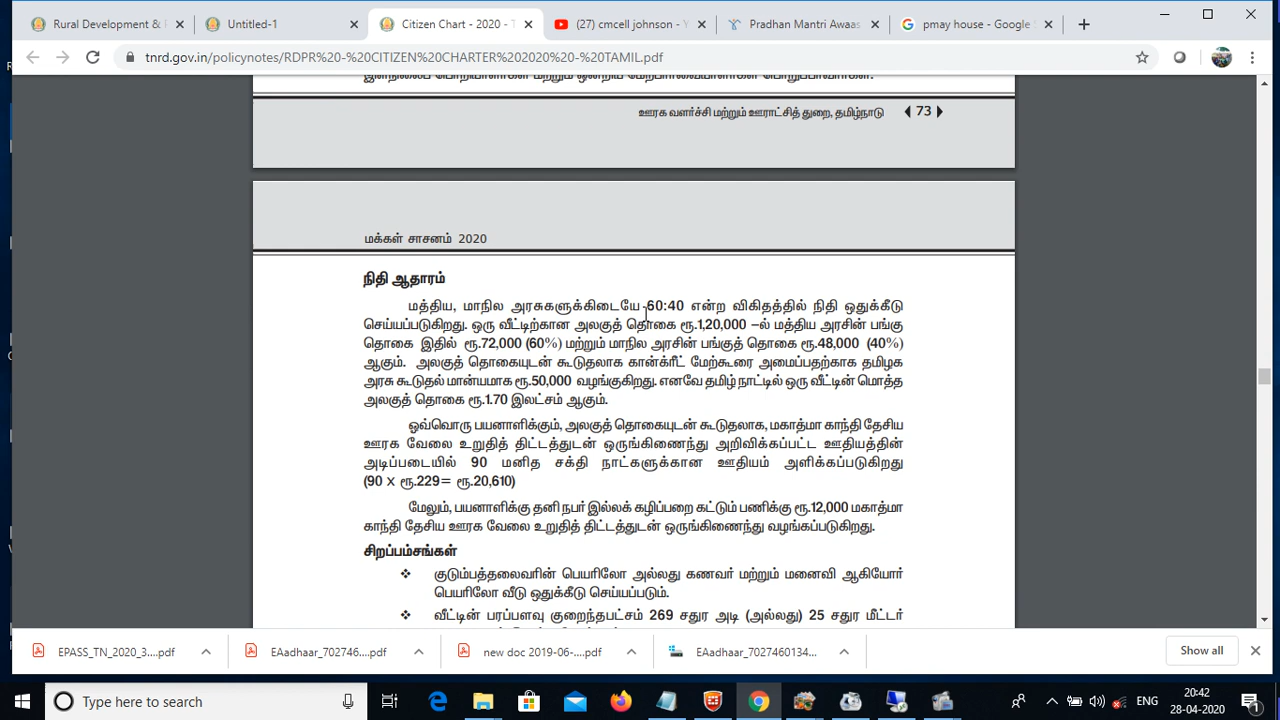 Rural Development &
Untitled-1
Citizen Chart - 2020 - T
(27) cmcell johnson - Y
Pradhan Mantri Awaas
pmay house - Google S
tnrd.gov.in/policynotes/RDPR%20-%20CITIZEN%20CHARTER%202020%20-%20TAMIL.pdf
இனநிலைப் பொறியாளர்கள் மற்றும் ஒன்றிய மேற்பார்வையாளர்கள் பொறுப்பாவார்கள்.
ஊரக வளர்ச்சி மற்றும் ஊராட்சித் துறை, தமிழ்நாடு 73
மக்கள் சாசனம் 2020
நிதி ஆதாரம்
மத்திய, மாநில அரசுகளுக்கிடையே 60:40 என்ற விகிதத்தில் நிதி ஒதுக்கீடு
செய்யப்படுகிறது. ஒரு வீட்டிற்கான அலகுத் தொகை ரூ.1,20,000 –ல் மத்திய அரசின் பங்கு
தொகை இதில் ரூ.72,000 (60%) மற்றும் மாநில அரசின் பங்குத் தொகை ரூ.48,000 (40%)
ஆகும். அலகுத் தொகையுடன் கூடுதலாக கான்க்ரீட் மேற்கூரை அமைப்பதற்காக தமிழக
அரசு கூடுதல் மான்யமாக ரூ.50,000 வழங்குகிறது. எனவே தமிழ் நாட்டில் ஒரு வீட்டின் மொத்த
அலகுத் தொகை ரூ.1.70 இலட்சம் ஆகும்.
ஒவ்வொரு பயனாளிக்கும், அலகுத் தொகையுடன் கூடுதலாக, மகாத்மா காந்தி தேசிய
ஊரக வேலை உறுதித் திட்டத்துடன் ஒருங்கிணைந்து அறிவிக்கப்பட்ட ஊதியத்தின்
அடிப்படையில் 90 மனித சக்தி நாட்களுக்கான ஊதியம் அளிக்கப்படுகிறது
(90 x ரூ.229= ரூ.20,610)
மேலும், பயனாளிக்கு தனி நபர் இல்லக் கழிப்பறை கட்டும் பணிக்கு ரூ.12,000 மகாத்மா
காந்தி தேசிய ஊரக வேலை உறுதித் திட்டத்துடன் ஒருங்கிணைந்து வழங்கப்படுகிறது.
சிறப்பம்சங்கள்
❖ குடும்பத்தலைவரின் பெயரிலோ அல்லது கணவர் மற்றும் மனைவி ஆகியோர்
பெயரிலோ வீடு ஒதுக்கீடு செய்யப்படும்.
❖ வீட்டின் பரப்பளவு குறைந்தபட்சம் 269 சதுர அடி (அல்லது) 25 சதுர மீட்டர்
EPASS_TN_2020_3....pdf
EAadhaar_702746....pdf
new doc 2019-06-....pdf
EAadhaar_7027460134...
Show all
Type here to search
ENG
20:42
28-04-2020